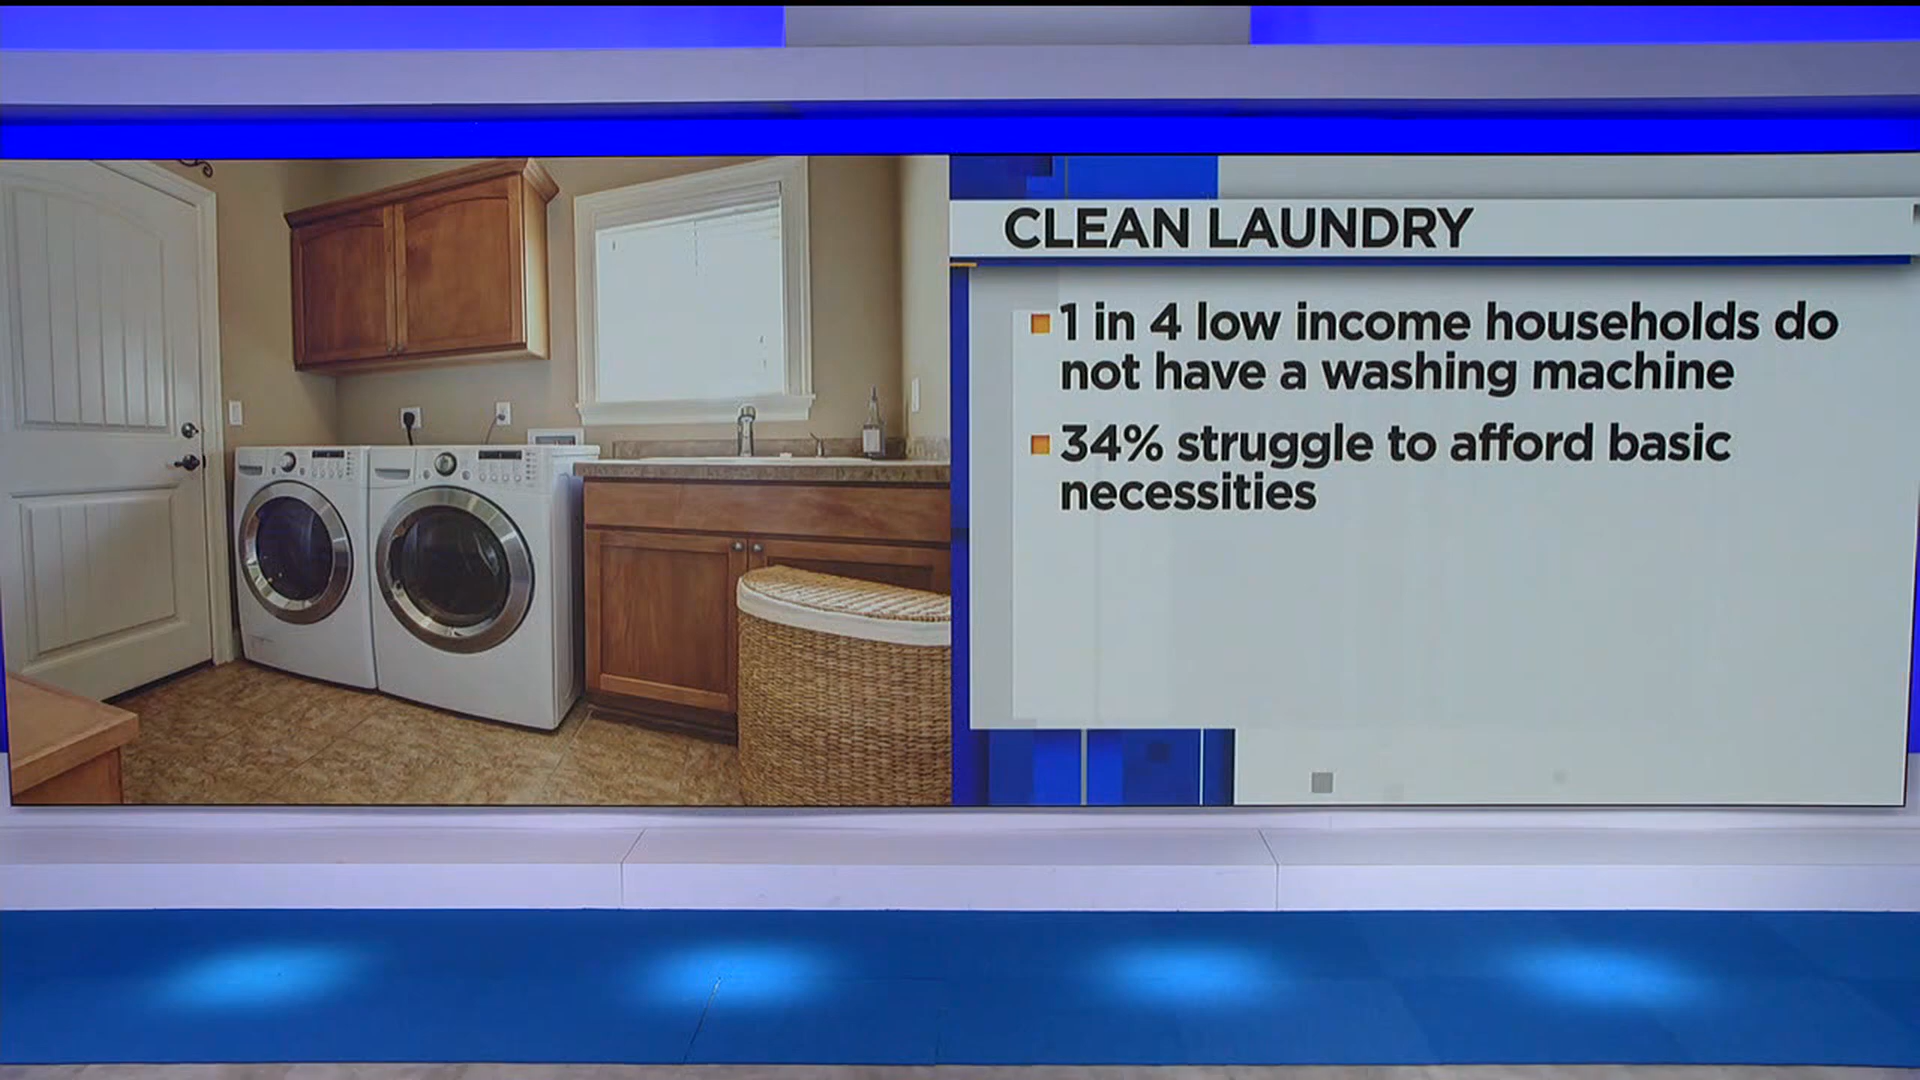 CLEAN LAUNDRY
1 in 4 low income households do
not have a washing machine
34% struggle to afford basic
necessities